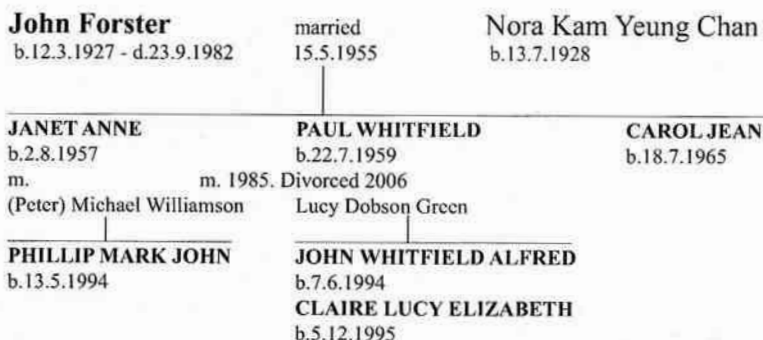 John Forster married Nora Kam Yeung Chan
b.12.3.1927 - d.23.9.1982 15.5.1955 b.13.7.1928
JANET ANNE PAUL WHITFIELD CAROL JEAN
b.2.8.1957 b.22.7.1959 b.18.7.1965
m. m. 1985. Divorced 2006
(Peter) Michael Williamson Lucy Dobson Green
PHILLIP MARK JOHN JOHN WHITFIELD ALFRED
b.13.5.1994 b.7.6.1994
CLAIRE LUCY ELIZABETH
b.5.12.1995